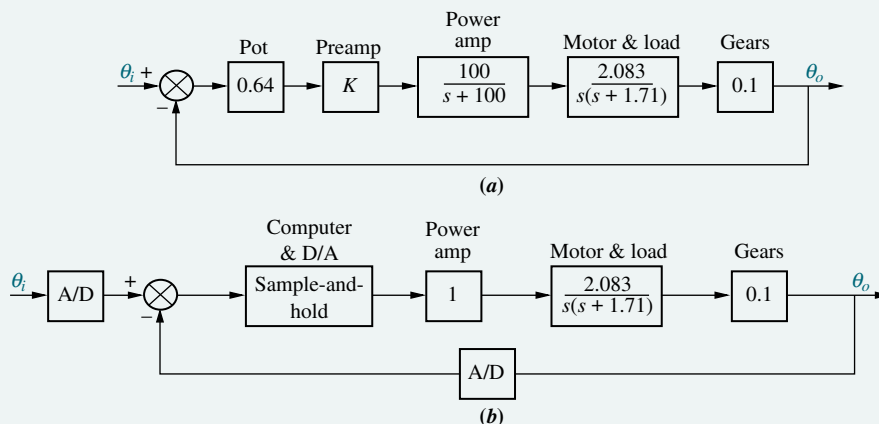 Pot
Preamp
Power
amp
Motor & load
Gears
θi
+
−
0.64
K
100
s + 100
2.083
s(s + 1.71)
0.1
θo
(a)
Computer
& D/A
Power
amp
Motor & load
Gears
θi
A/D
+
−
Sample-and-
hold
1
2.083
s(s + 1.71)
0.1
θo
A/D
(b)